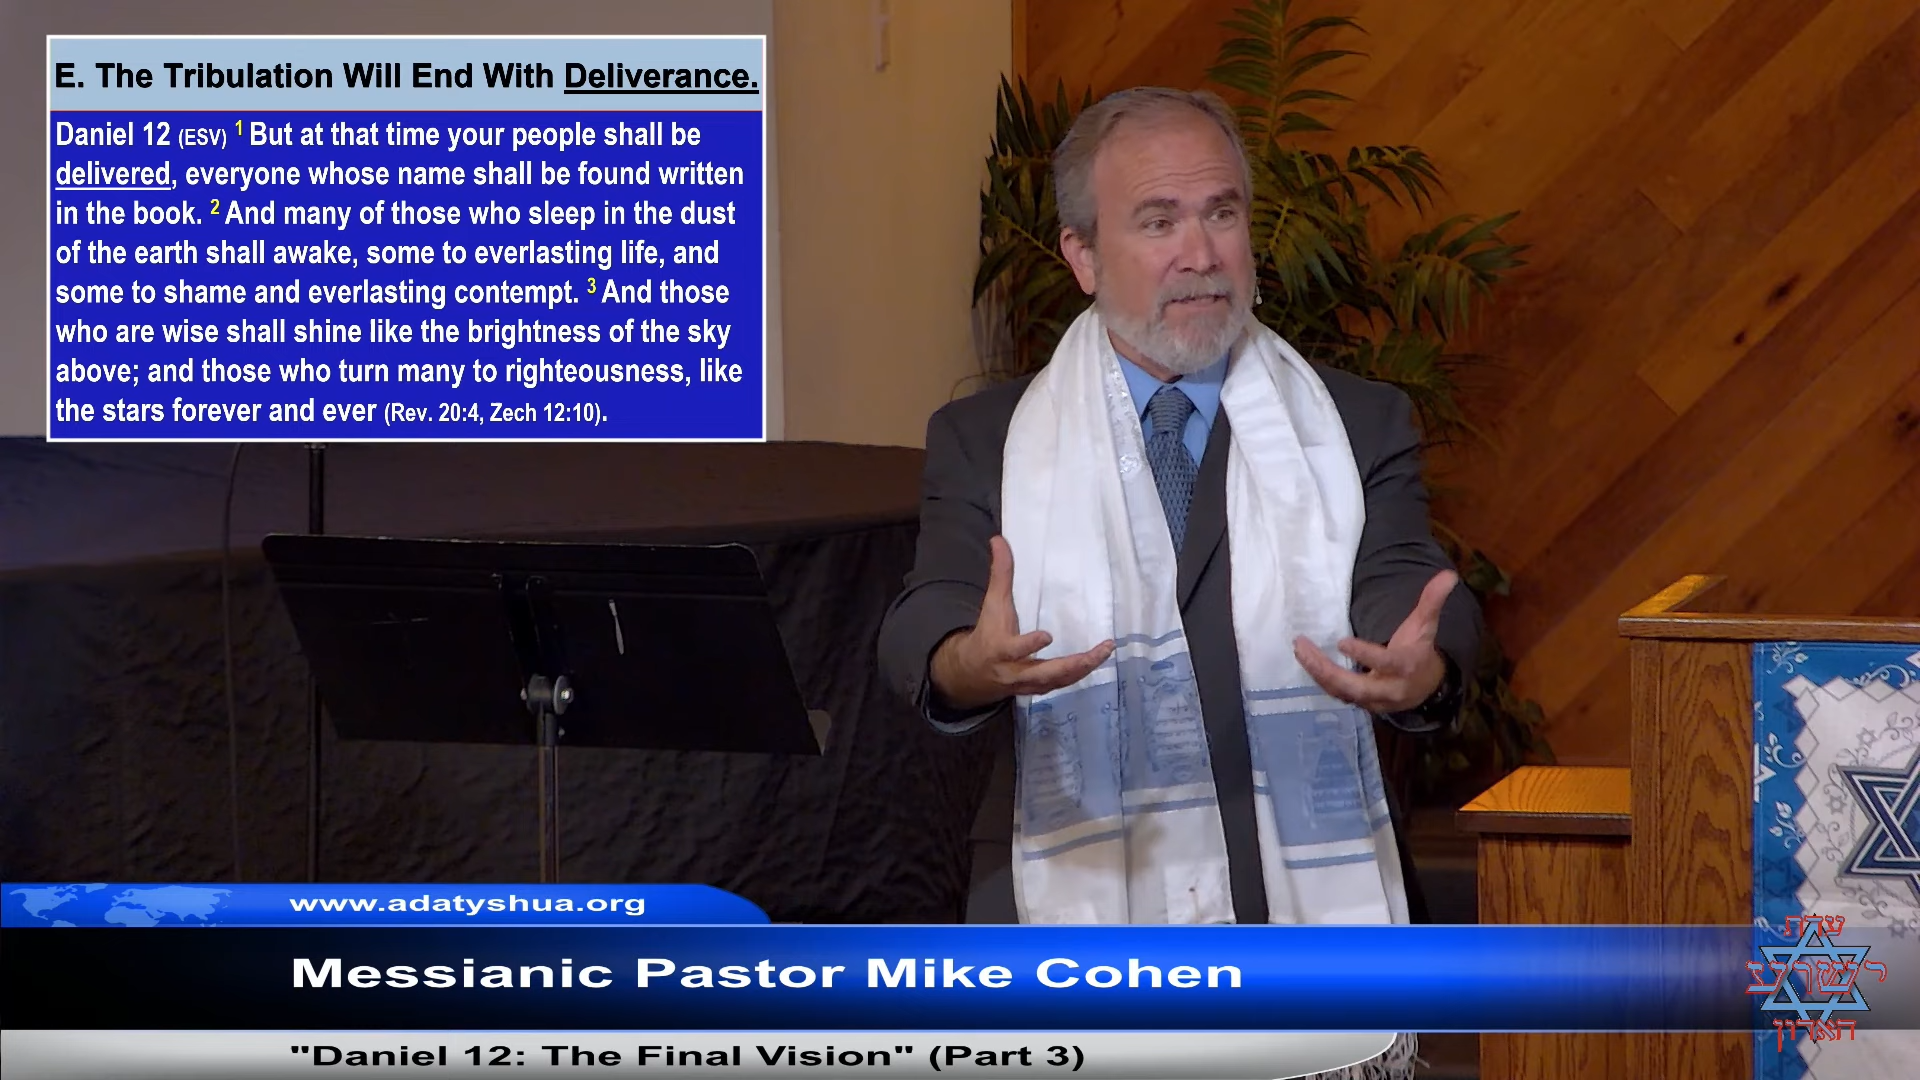 E. The Tribulation Will End With Deliverance.
Daniel 12 (ESV) 1 But at that time your people shall be
delivered, everyone whose name shall be found written
in the book. 2 And many of those who sleep in the dust
of the earth shall awake, some to everlasting life, and
some to shame and everlasting contempt. 3 And those
who are wise shall shine like the brightness of the sky
above; and those who turn many to righteousness, like
the stars forever and ever (Rev. 20:4, Zech 12:10).
www.adatyshua.org
Messianic Pastor Mike Cohen
"Daniel 12: The Final Vision" (Part 3)
עדת
האדון